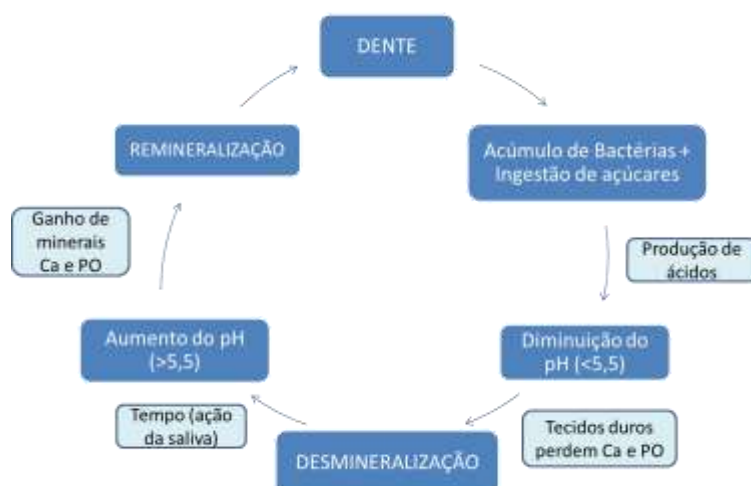 DENTE
Acúmulo de Bactérias +
Ingestão de açúcares
Produção de
ácidos
Diminuição do
pH (<5,5)
Tecidos duros
perdem Ca e PO
DESMINERALIZAÇÃO
Tempo (ação
da saliva)
Aumento do pH
(>5,5)
Ganho de
minerais
Ca e PO
REMINERALIZAÇÃO